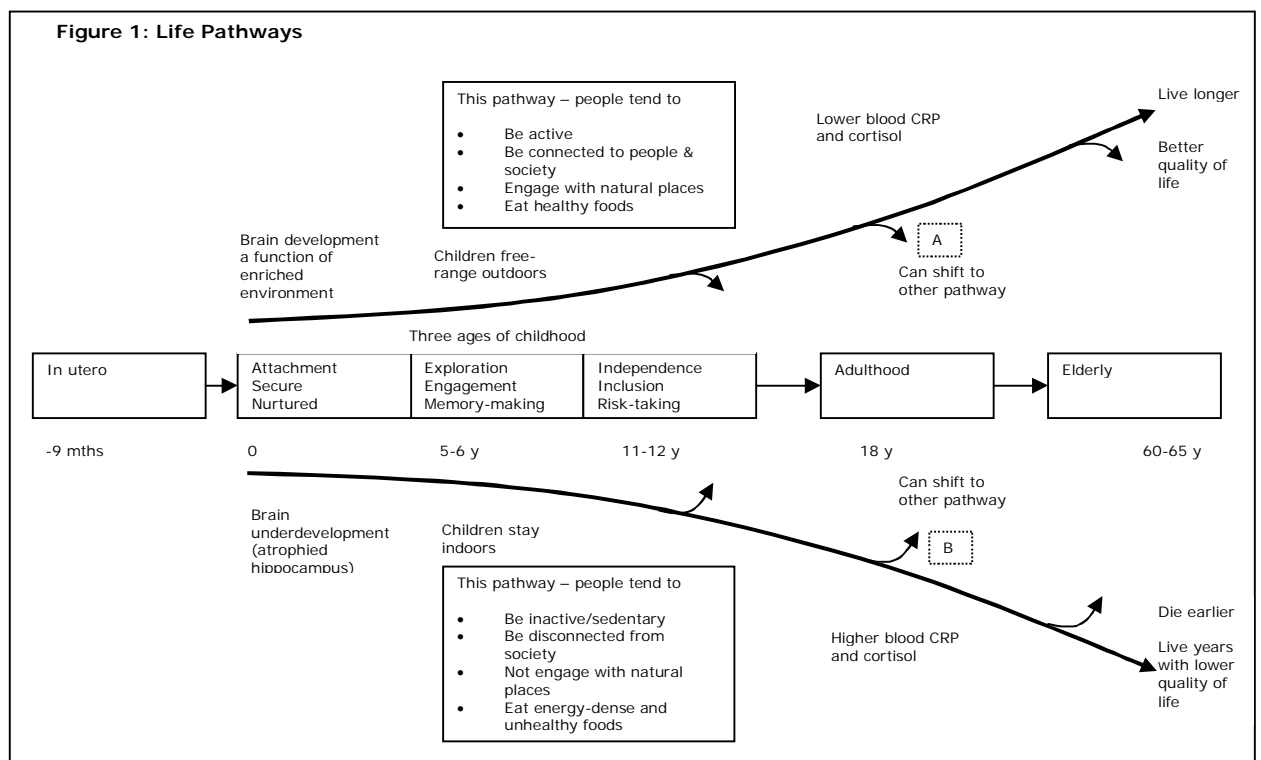 Figure 1: Life Pathways
This pathway – people tend to
• Be active
• Be connected to people &
society
• Engage with natural places
• Eat healthy foods
Lower blood CRP
and cortisol
Live longer
Better
quality of
life
Brain development
a function of
enriched
environment
Children free-
range outdoors
A
Can shift to
other pathway
Three ages of childhood
In utero
Attachment
Secure
Nurtured
Exploration
Engagement
Memory-making
Independence
Inclusion
Risk-taking
Adulthood
Elderly
-9 mths
0
5-6 y
11-12 y
18 y
60-65 y
Can shift to
other pathway
B
Brain
underdevelopment
(atrophied
hippocampus)
Children stay
indoors
This pathway – people tend to
• Be inactive/sedentary
• Be disconnected from
society
• Not engage with natural
places
• Eat energy-dense and
unhealthy foods
Higher blood CRP
and cortisol
Die earlier
Live years
with lower
quality of
life